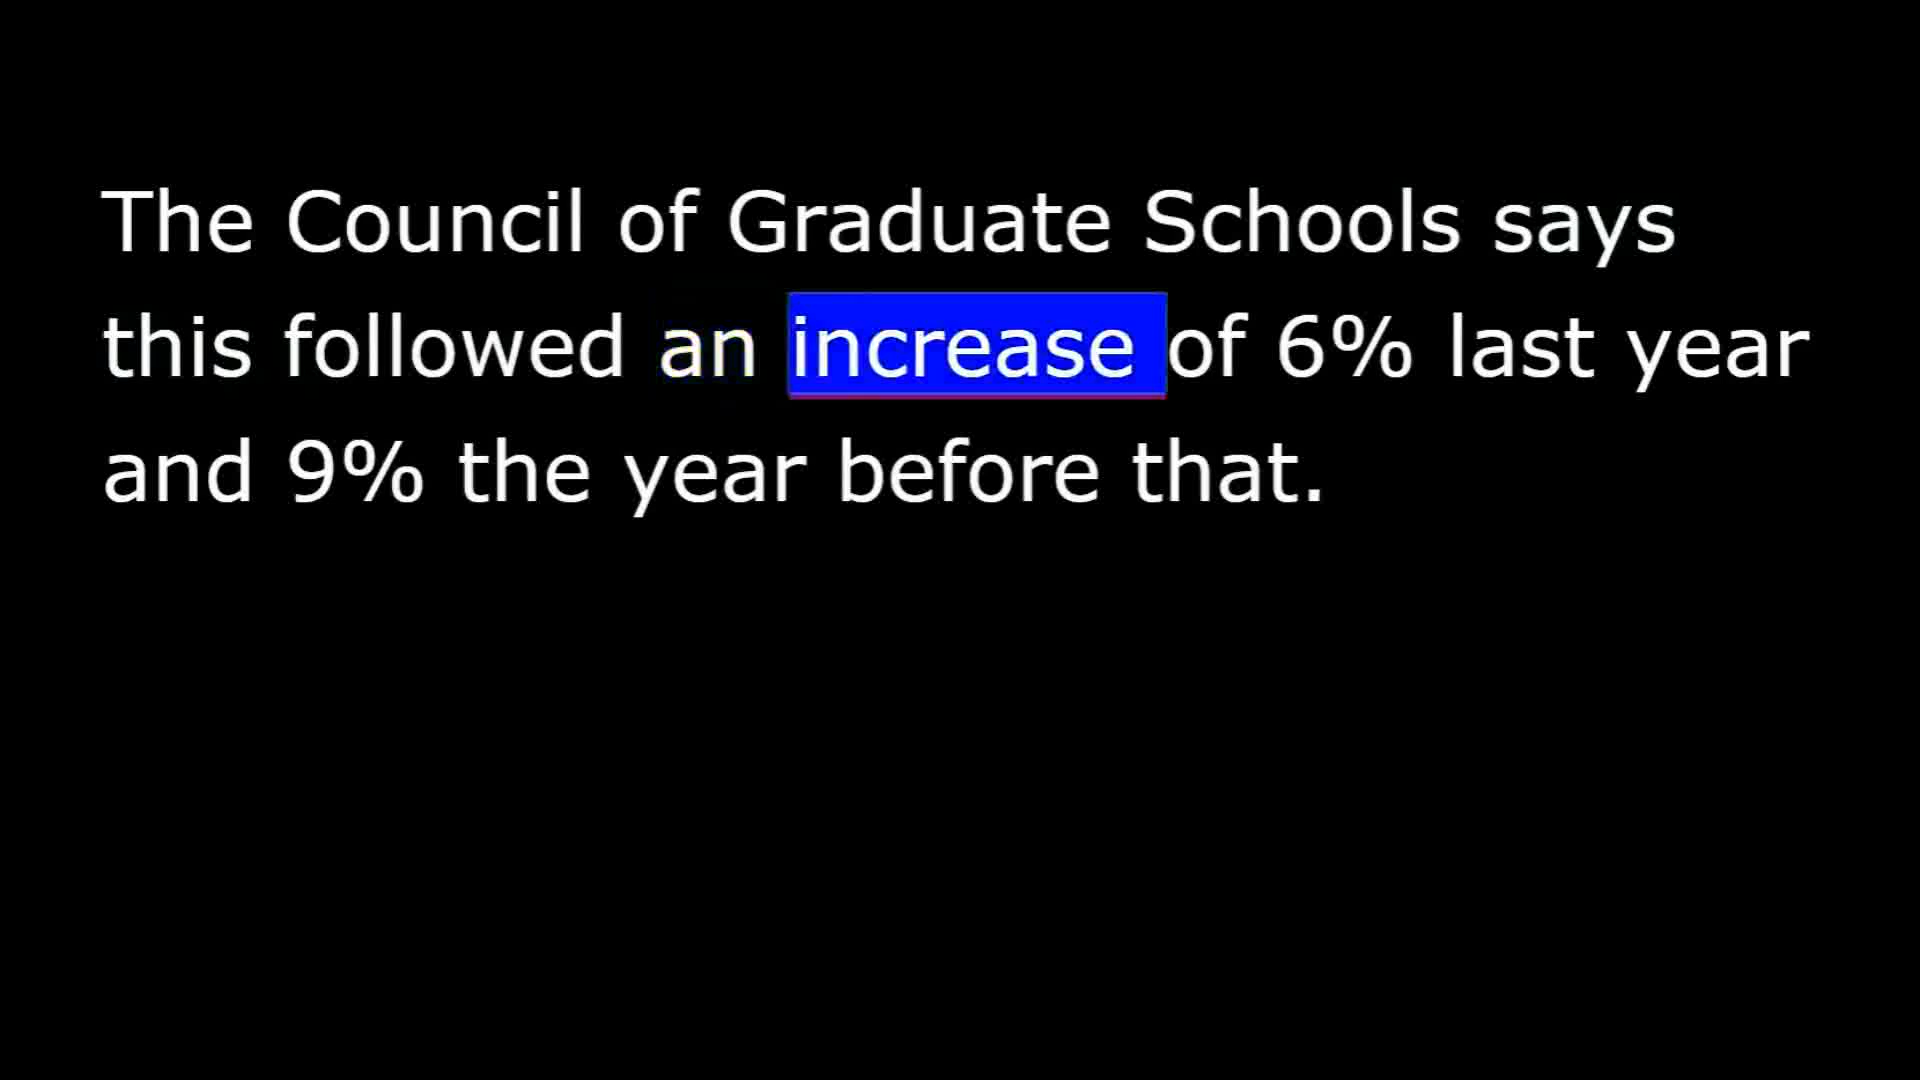 The Council of Graduate Schools says
this followed an increase of 6% last year
and 9% the year before that.